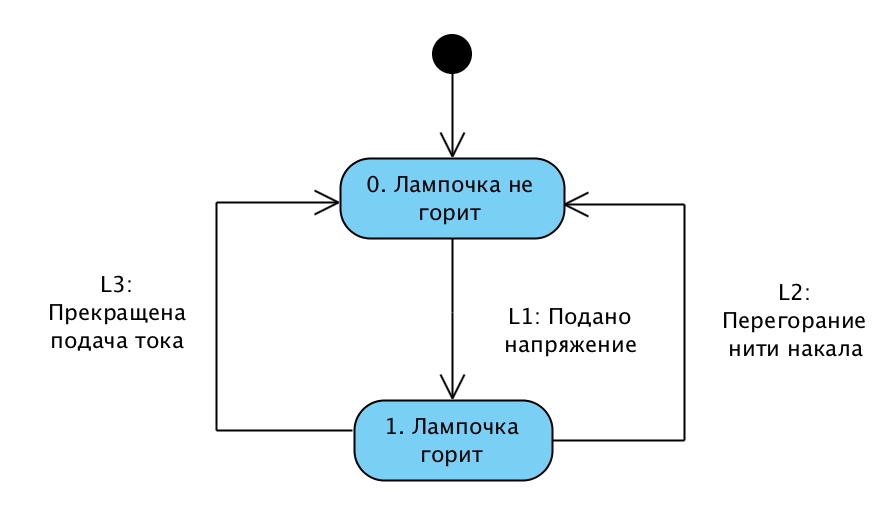 0. Лампочка не
горит
L3:
Прекращена
подача тока
L1: Подано
напряжение
L2:
Перегорание
нити накала
1. Лампочка
горит